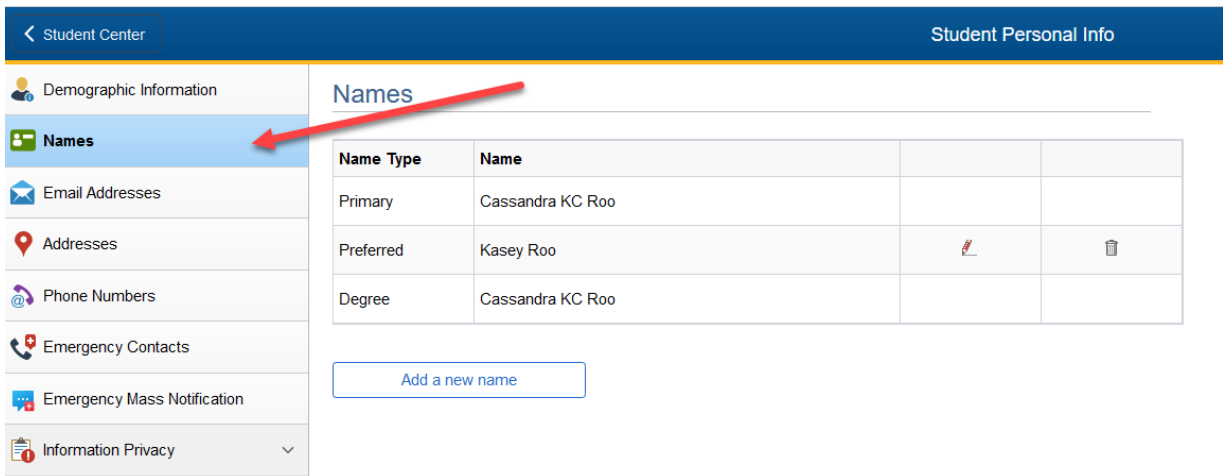 Student Center
Student Personal Info
Demographic Information
Names
Email Addresses
Addresses
Phone Numbers
Emergency Contacts
Emergency Mass Notification
Information Privacy
Names
Name Type Name
Primary Cassandra KC Roo
Preferred Kasey Roo
Degree Cassandra KC Roo
Add a new name